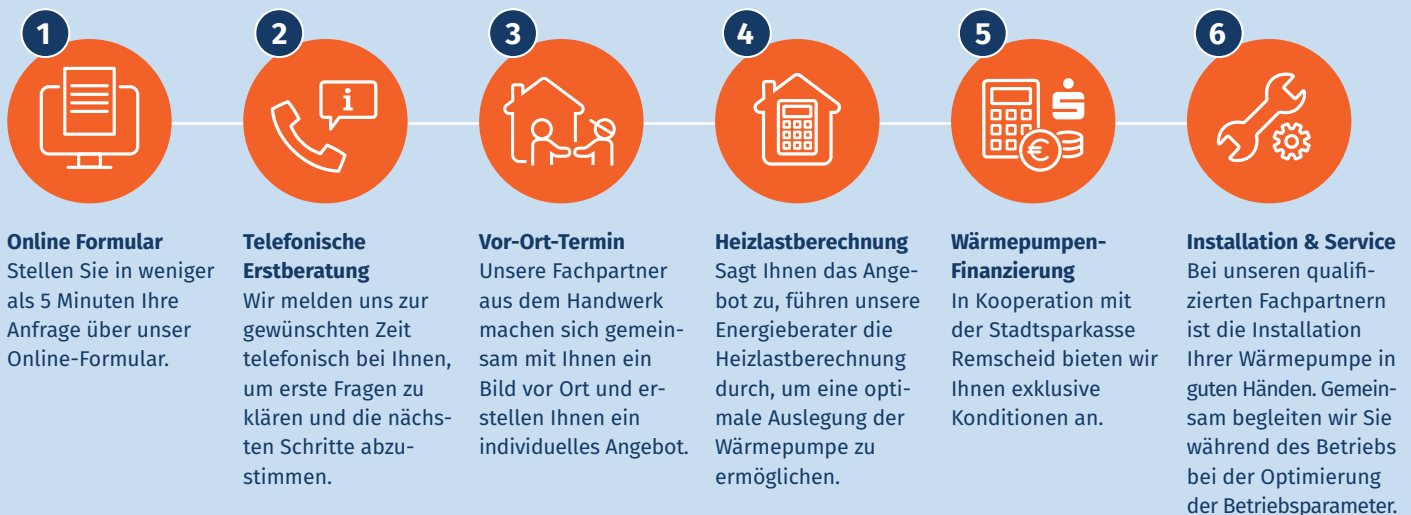 1
Online Formular
Stellen Sie in weniger
als 5 Minuten Ihre
Anfrage über unser
Online-Formular.
2
i
Telefonische
Erstberatung
Wir melden uns zur
gewünschten Zeit
telefonisch bei Ihnen,
um erste Fragen zu
klären und die nächs-
ten Schritte abzu-
stimmen.
3
Vor-Ort-Termin
Unsere Fachpartner
aus dem Handwerk
machen sich gemein-
sam mit Ihnen ein
Bild vor Ort und er-
stellen Ihnen ein
individuelles Angebot.
4
Heizlastberechnung
Sagt Ihnen das Ange-
bot zu, führen unsere
Energieberater die
Heizlastberechnung
durch, um eine opti-
male Auslegung der
Wärmepumpe zu
ermöglichen.
5
€
Wärmepumpen-
Finanzierung
In Kooperation mit
der Stadtsparkasse
Remscheid bieten wir
Ihnen exklusive
Konditionen an.
6
Installation & Service
Bei unseren qualifi-
zierten Fachpartnern
ist die Installation
Ihrer Wärmepumpe in
guten Händen. Gemein-
sam begleiten wir Sie
während des Betriebs
bei der Optimierung
der Betriebsparameter.